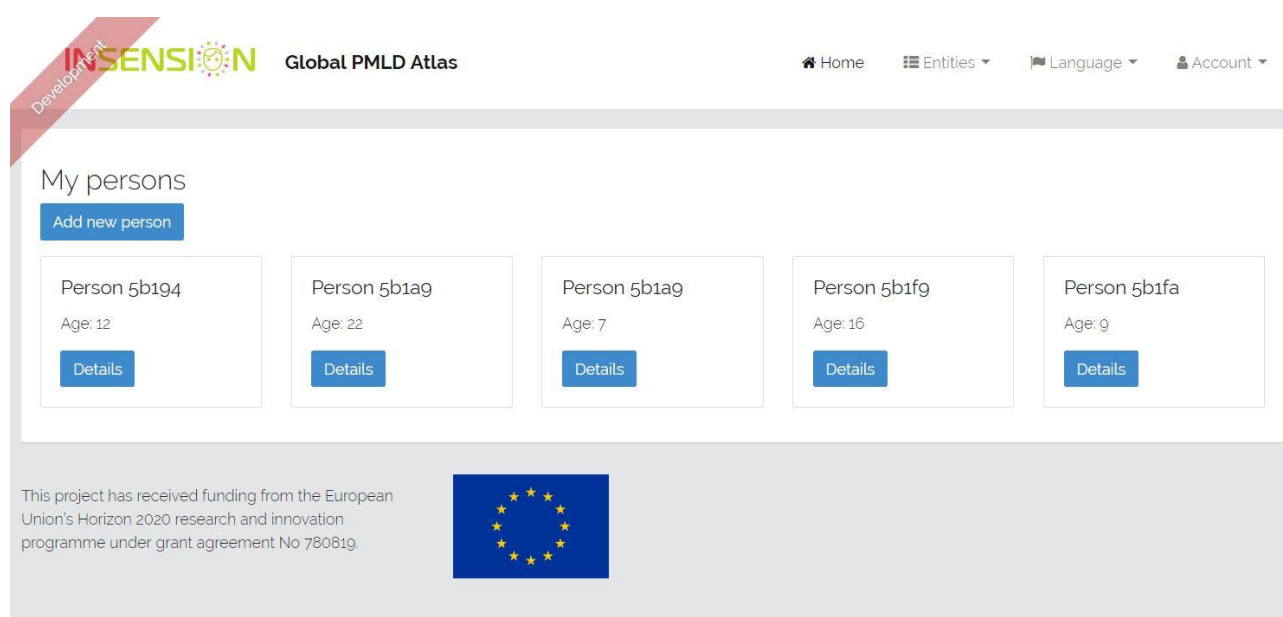 Development
INSENSION
Global PMLD Atlas
Home
Entities
Language
Account
My persons
Add new person
Person 5b194
Age: 12
Details
Person 5b1a9
Age: 22
Details
Person 5b1a9
Age: 7
Details
Person 5b1f9
Age: 16
Details
Person 5b1fa
Age: 9
Details
This project has received funding from the European
Union's Horizon 2020 research and innovation
programme under grant agreement No 780819.